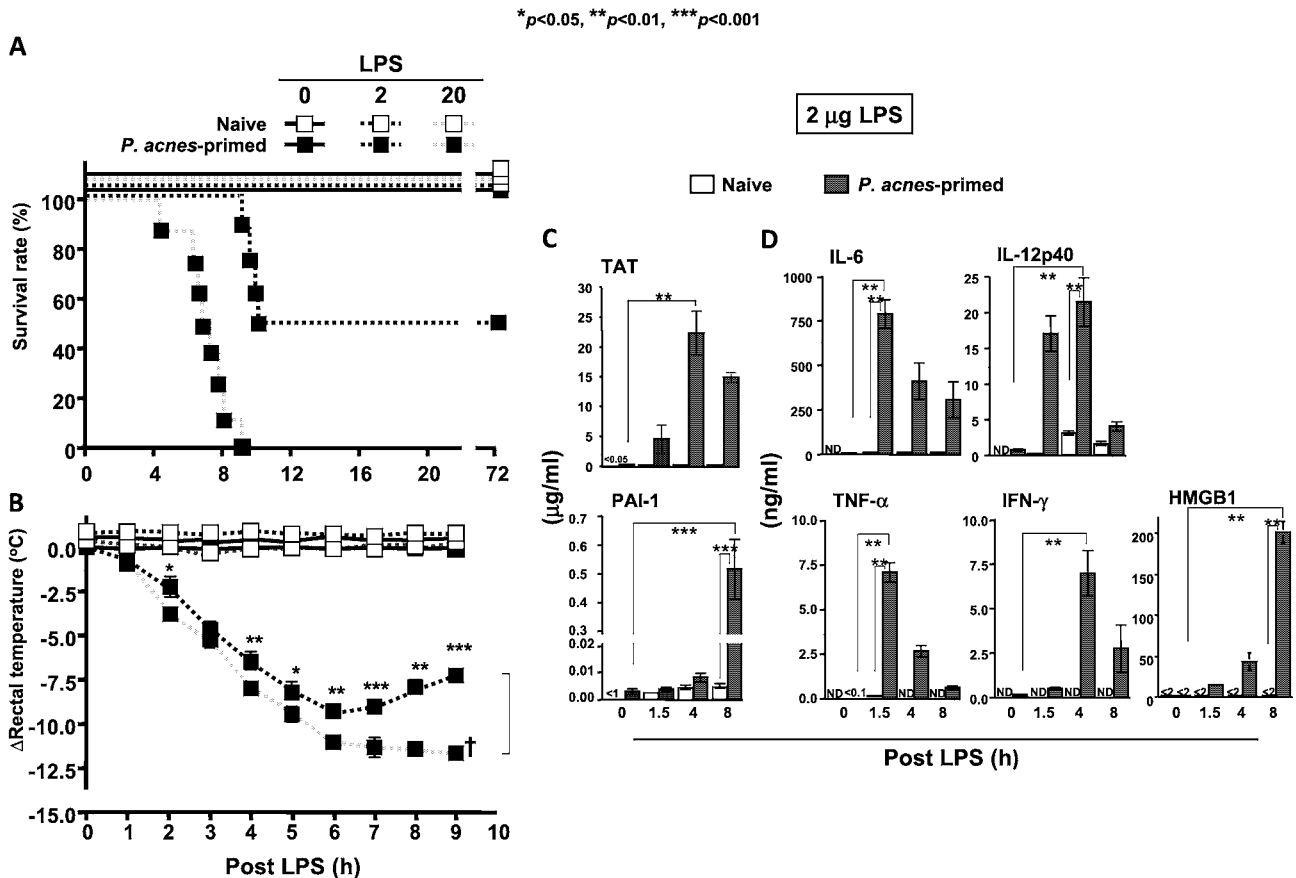 *p<0.05, **p<0.01, ***p<0.001
A
LPS
0 2 20
Naive
P. acnes-primed
Survival rate (%)
100
80
60
40
20
0
0 4 6 9 12 16 20 72
B
ΔRectal temperature (°C)
0.0
-2.5
-5.0
-7.5
-10.0
-12.5
-15.0
* ** * ** *** ** ***
†
0 1 2 3 4 5 6 7 8 9 10
Post LPS (h)
2 μg LPS
Naive P. acnes-primed
C
TAT
30
25
20
15
10
5
0
**
<0.05
(μg/ml)
PAI-1
0.7
0.6
0.5
0.4
0.3
0.02
0.01
0.00
***
***
<1
0 1.5 4 8
D
IL-6
1000
750
500
250
0
**
**
ND
IL-12p40
25
20
15
10
5
0
**
**
ND
(ng/ml)
TNF-α
10.0
7.5
5.0
2.5
0.0
**
**
ND <0.1 ND ND
0 1.5 4 8
IFN-γ
10.0
7.5
5.0
2.5
0.0
**
ND ND ND
0 1.5 4 8
HMGB1
200
150
100
50
0
**
**
<2 <2 <2 <2 <2
0 1.5 4 8
Post LPS (h)